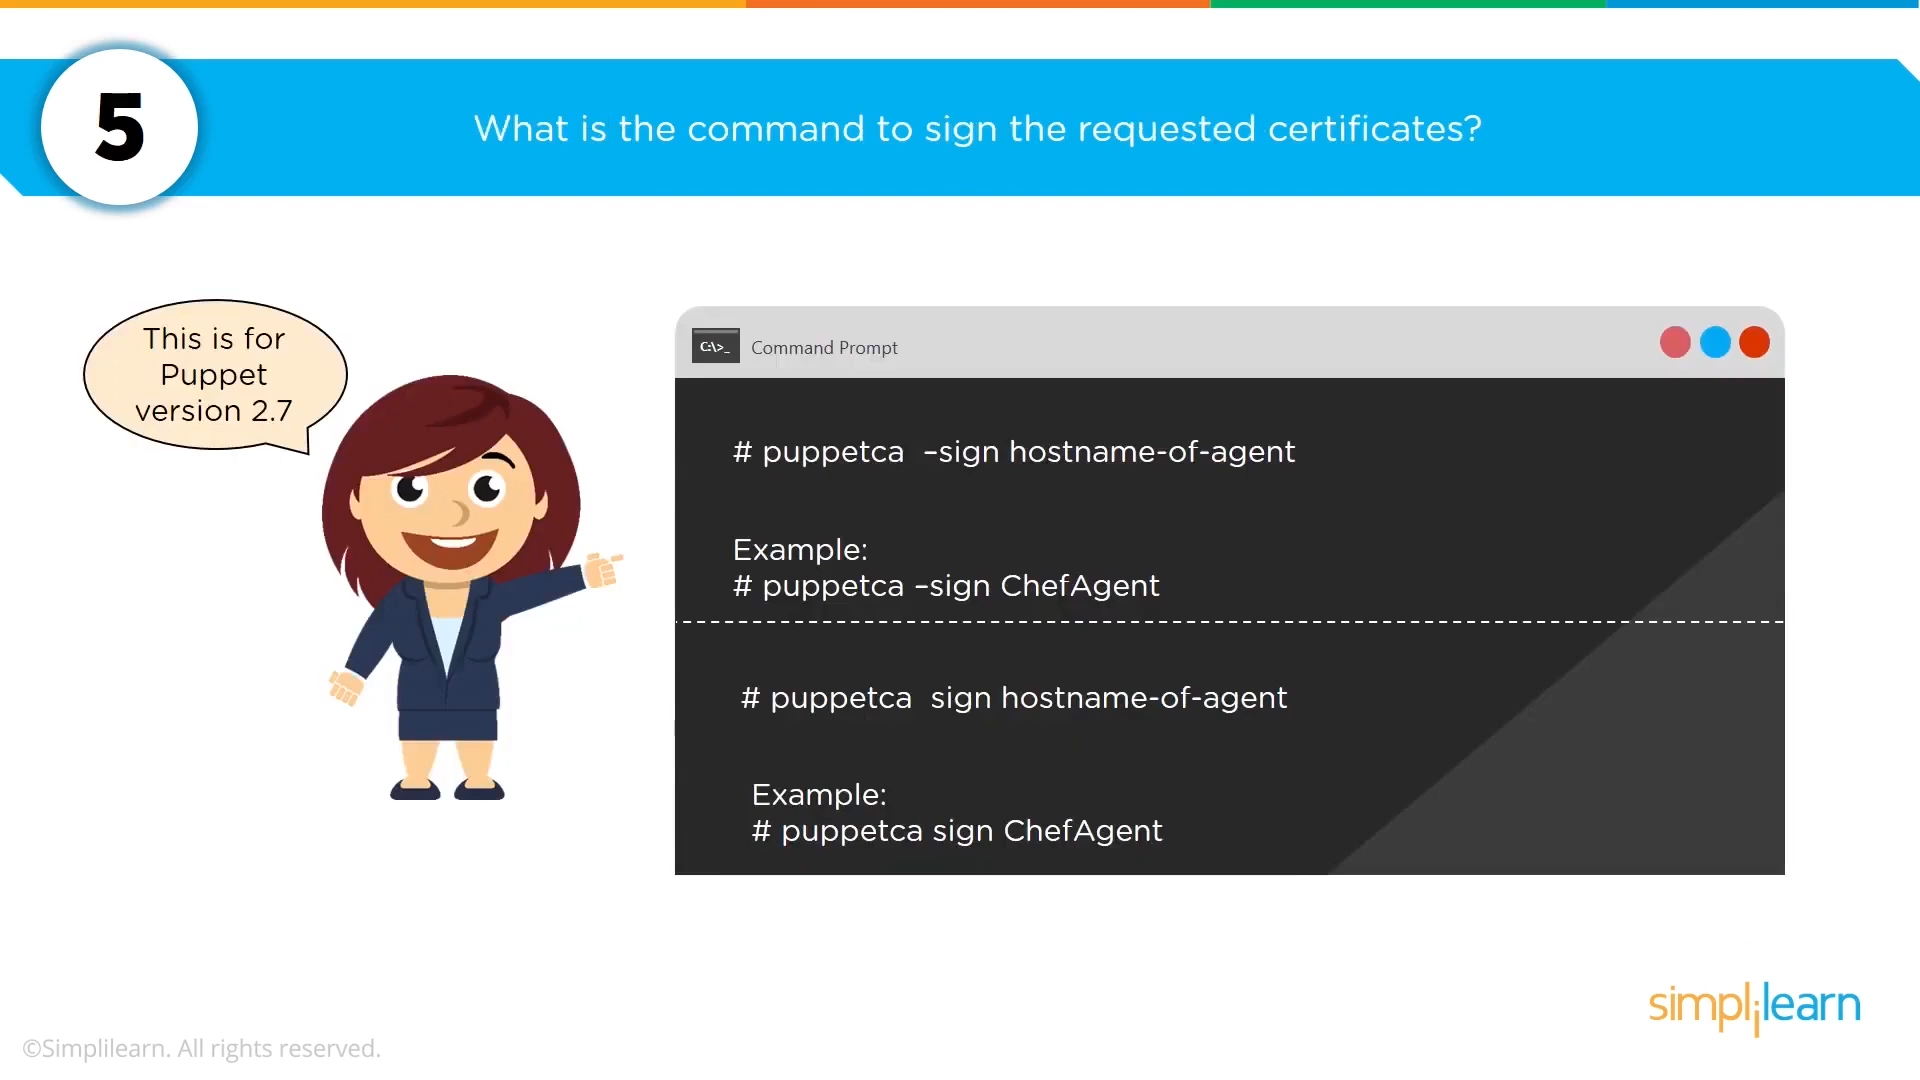 5
What is the command to sign the requested certificates?
This is for
Puppet
version 2.7
C:\>_
Command Prompt
# puppetca  –sign hostname-of-agent
Example:
# puppetca –sign ChefAgent
# puppetca  sign hostname-of-agent
Example:
# puppetca sign ChefAgent
simplilearn
©Simplilearn. All rights reserved.